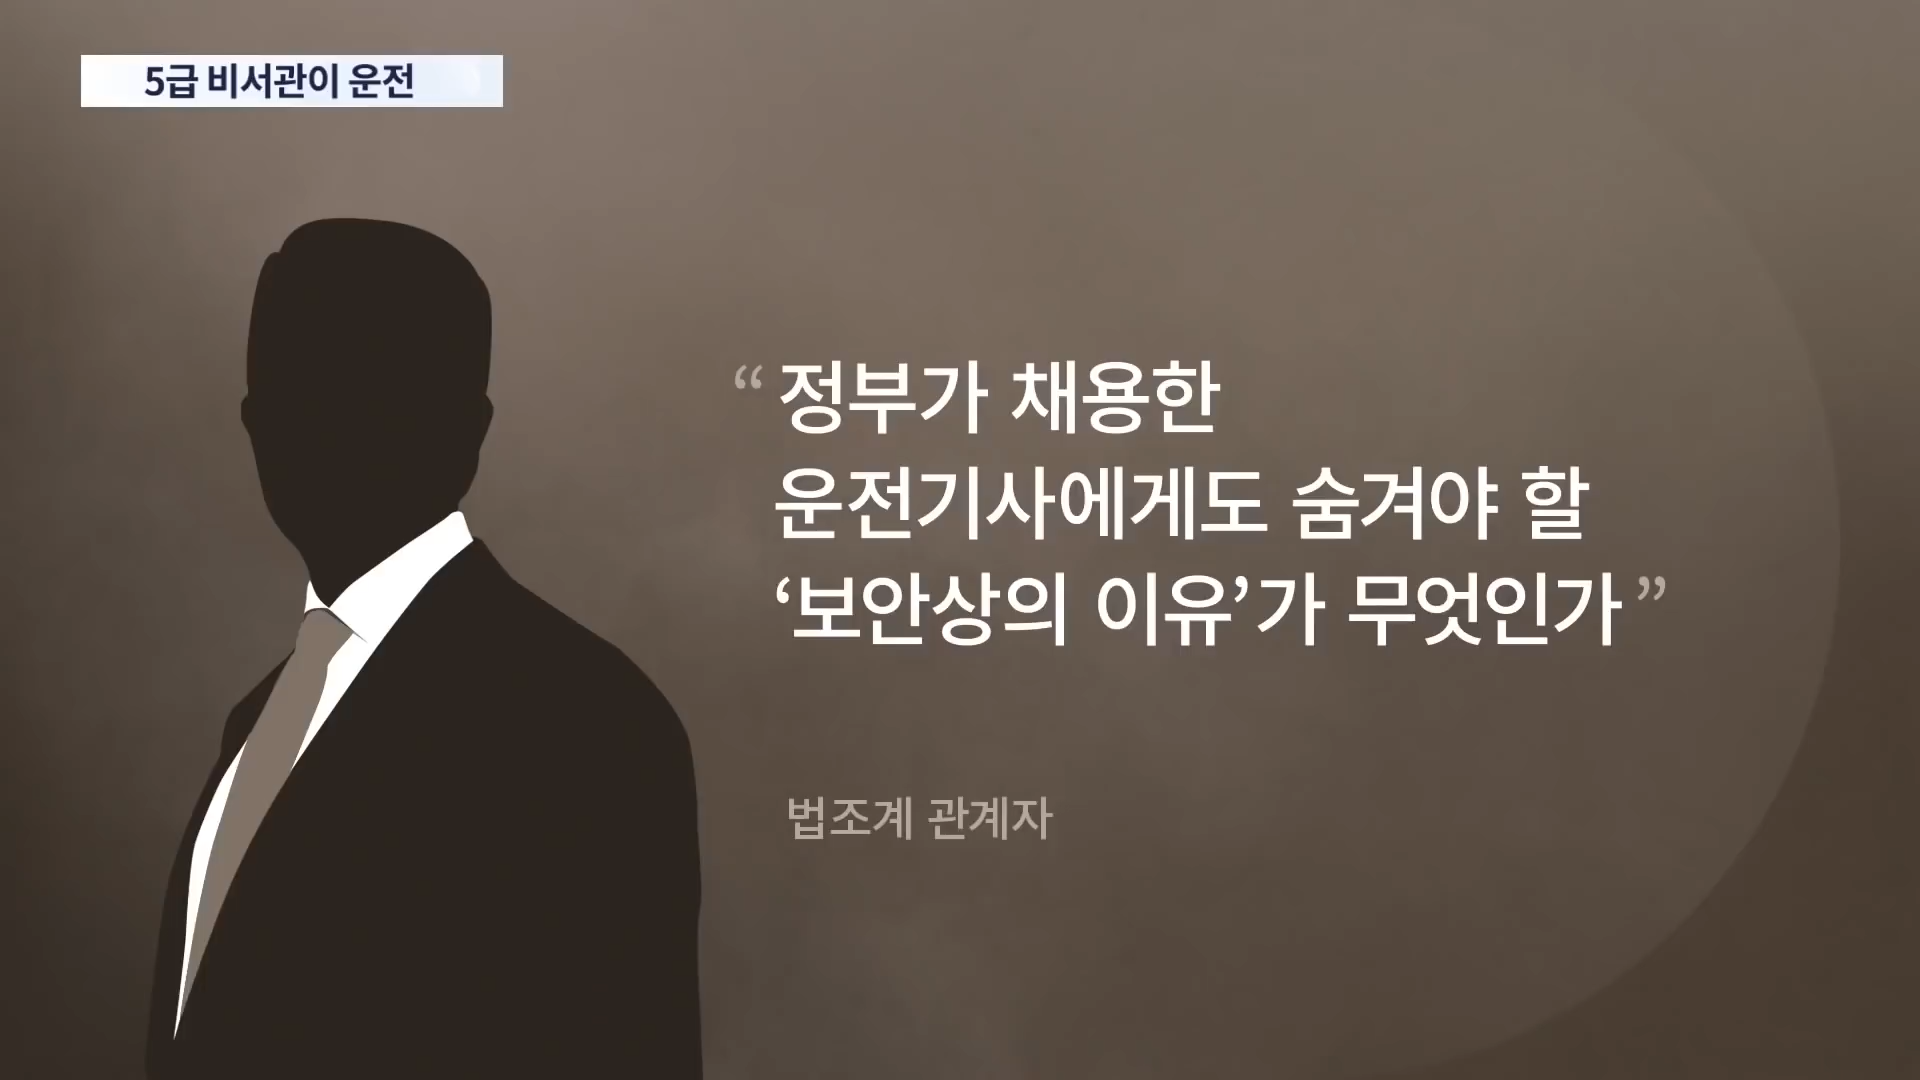 5급 비서관이 운전
“정부가 채용한
운전기사에게도 숨겨야 할
‘보안상의 이유’가 무엇인가”
법조계 관계자